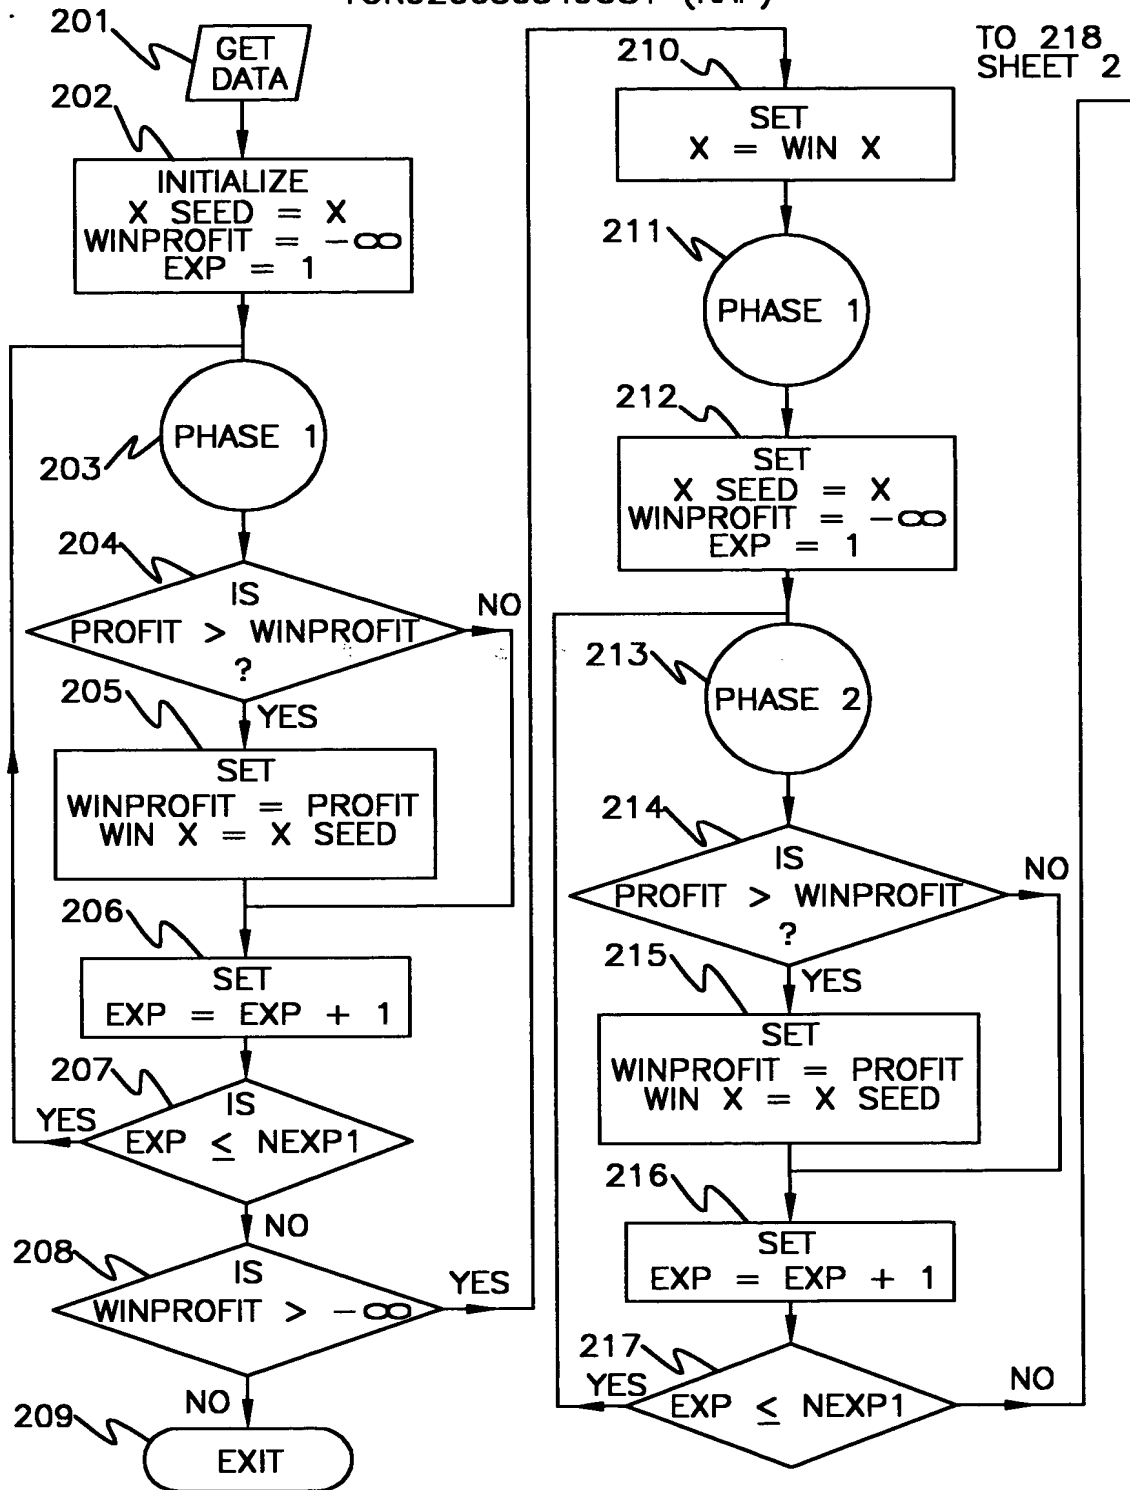 201
GET
DATA
202
INITIALIZE
X SEED = X
WINPROFIT = -∞
EXP = 1
PHASE 1
203
204
IS
PROFIT > WINPROFIT
?
NO
YES
205
SET
WINPROFIT = PROFIT
WIN X = X SEED
206
SET
EXP = EXP + 1
207
IS
EXP ≤ NEXP1
YES
NO
208
IS
WINPROFIT > -∞
YES
NO
209
EXIT
210
SET
X = WIN X
211
PHASE 1
212
SET
X SEED = X
WINPROFIT = -∞
EXP = 1
213
PHASE 2
214
IS
PROFIT > WINPROFIT
?
NO
YES
215
SET
WINPROFIT = PROFIT
WIN X = X SEED
216
SET
EXP = EXP + 1
217
EXP ≤ NEXP1
YES
NO
TO 218
SHEET 2